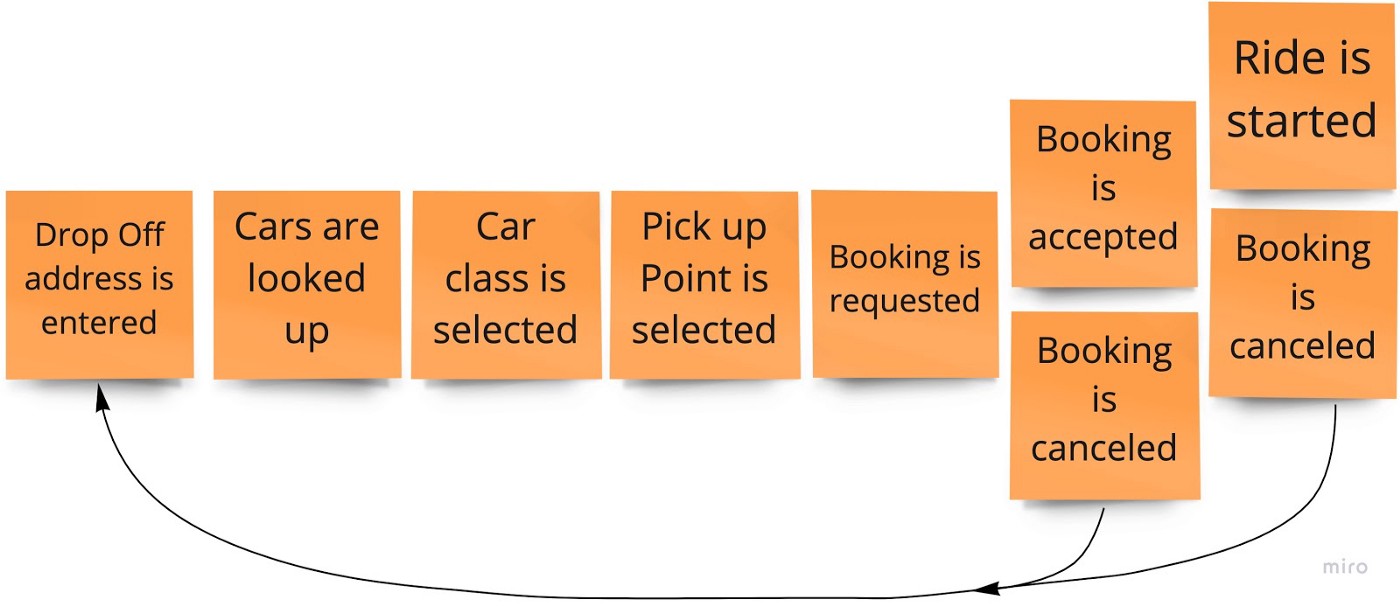 Drop Off
address is
entered
Cars are
looked
up
Car
class is
selected
Pick up
Point is
selected
Booking is
requested
Booking
is
accepted
Booking
is
canceled
Ride is
started
Booking
is
canceled
miro